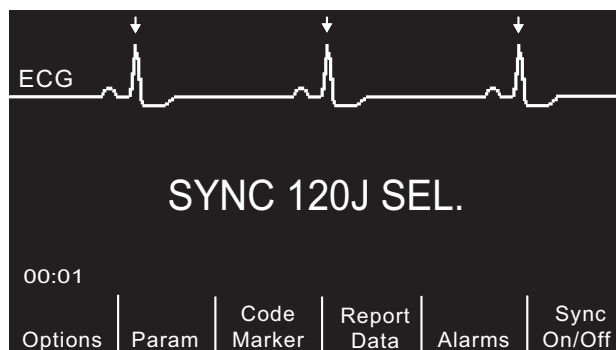 ECG
SYNC 120J SEL.
00:01
Options
Param
Code
Marker
Report
Data
Alarms
Sync
On/Off